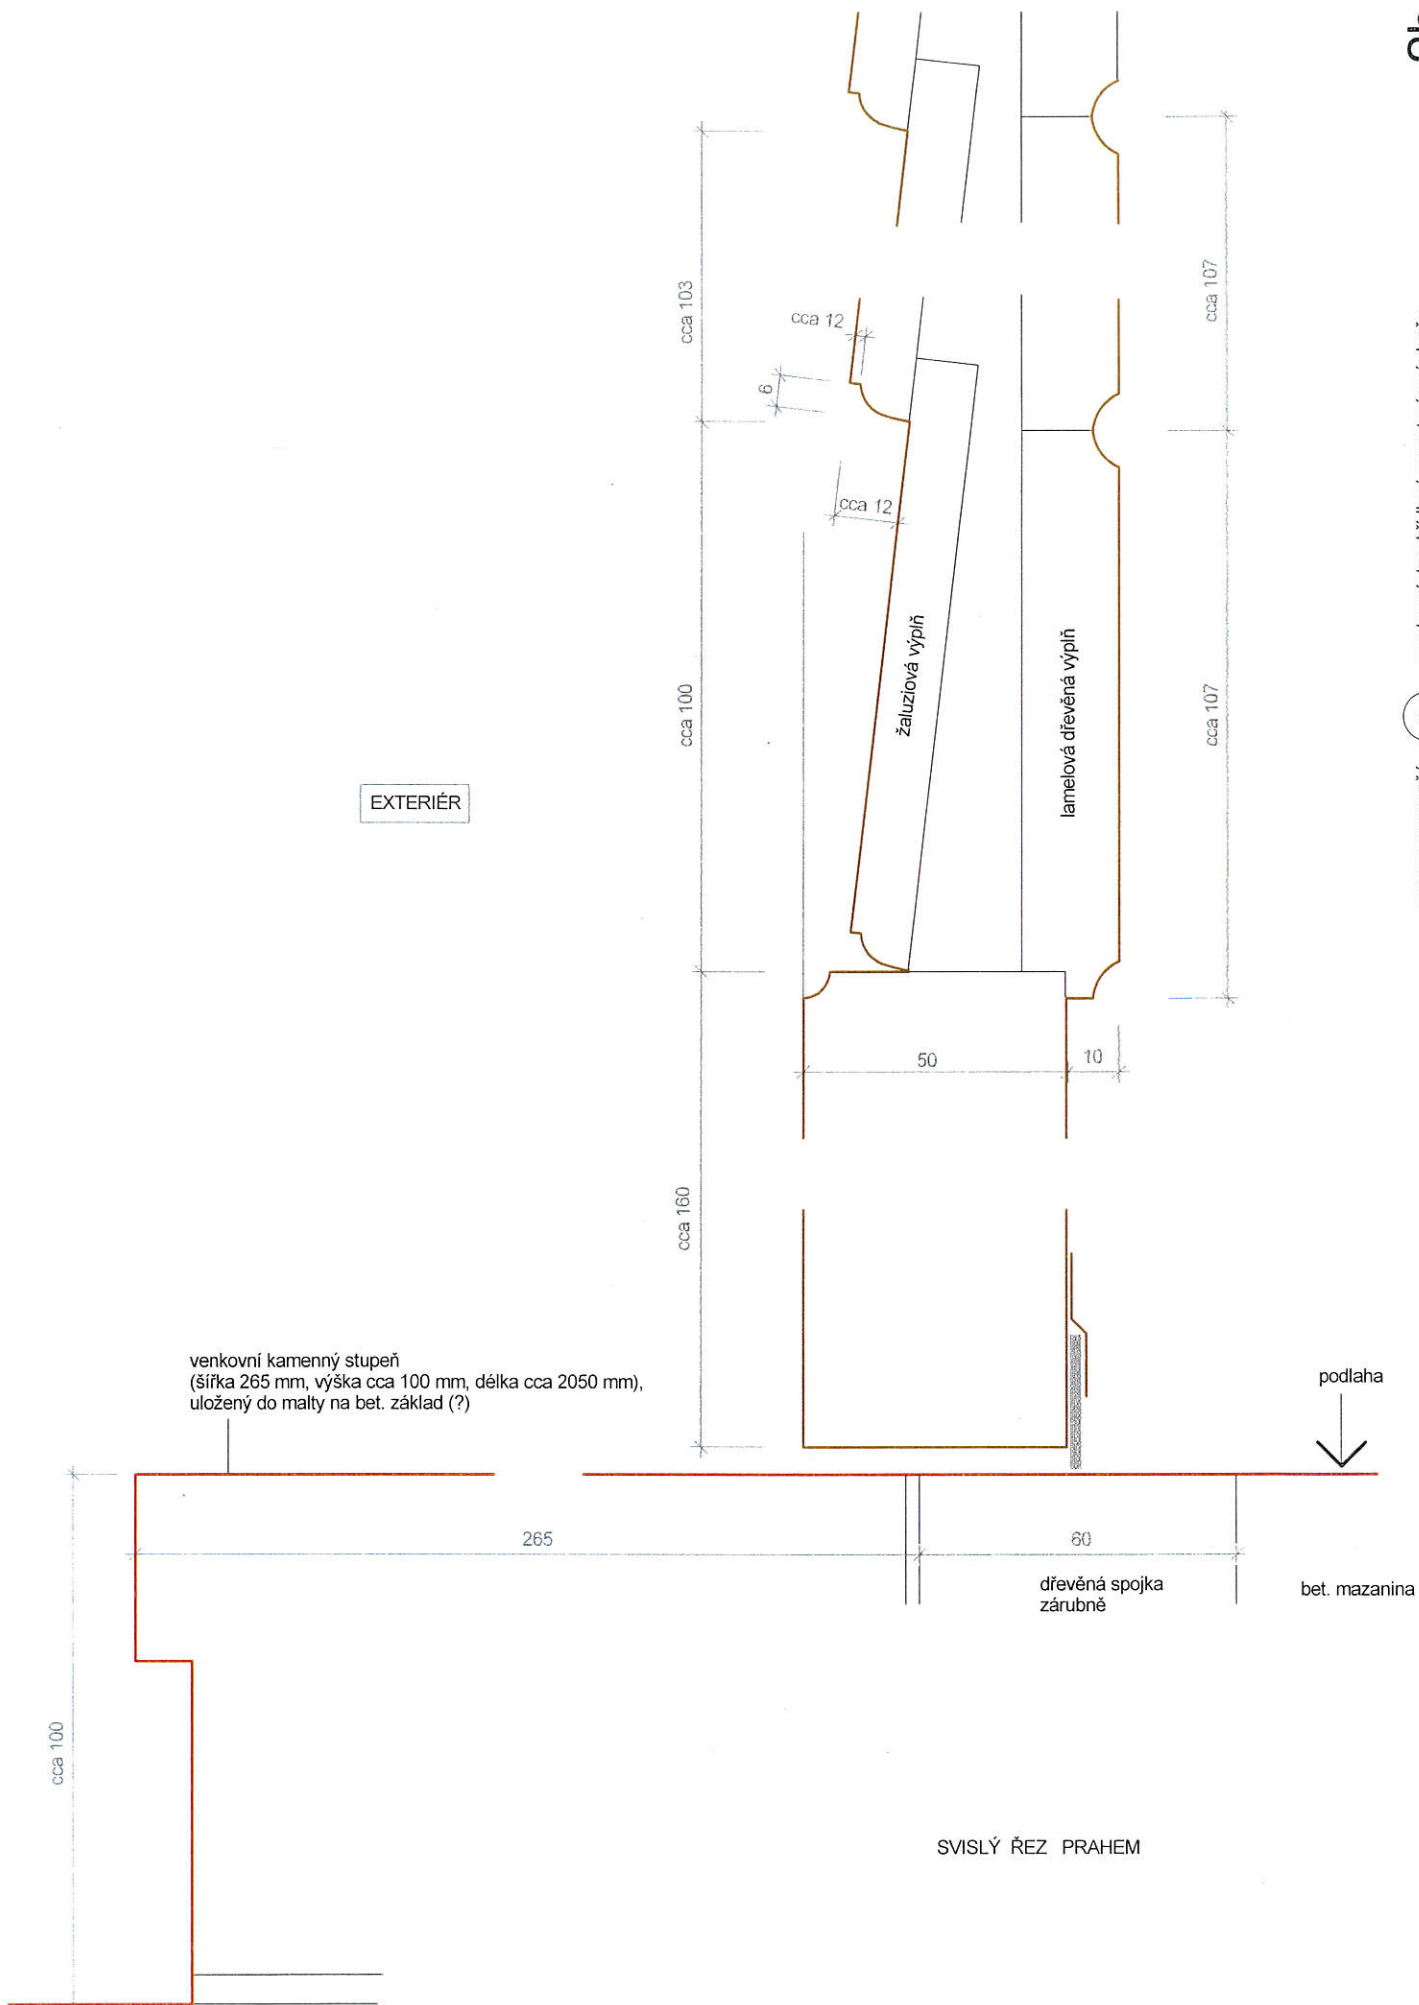 cca 103
cca 12
6
cca 107
cca 12
žaluziová výplň
lamelová dřevěná výplň
cca 100
cca 107
EXTERIÉR
50
10
cca 160
venkovní kamenný stupeň
(šířka 265 mm, výška cca 100 mm, délka cca 2050 mm),
uložený do malty na bet. základ (?)
podlaha
265
60
dřevěná spojka
zárubně
bet. mazanina
cca 100
SVISLÝ ŘEZ PRAHEM